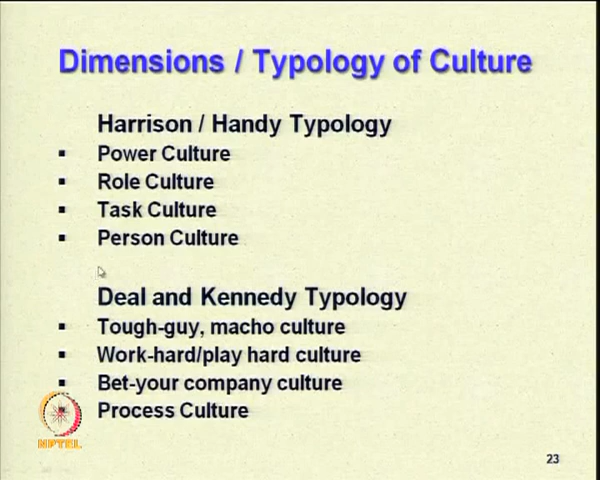 Dimensions / Typology of Culture
Harrison / Handy Typology
Power Culture
Role Culture
Task Culture
Person Culture
Deal and Kennedy Typology
Tough-guy, macho culture
Work-hard/play hard culture
Bet-your company culture
Process Culture
NPTEL
23